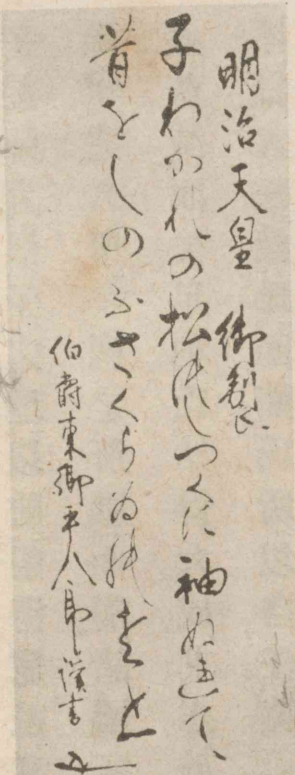 明治天皇 御製
子わかれの松のしつくに袖ぬれて
昔をしのふさくらゐのさと
伯爵東郷平八郎謹書